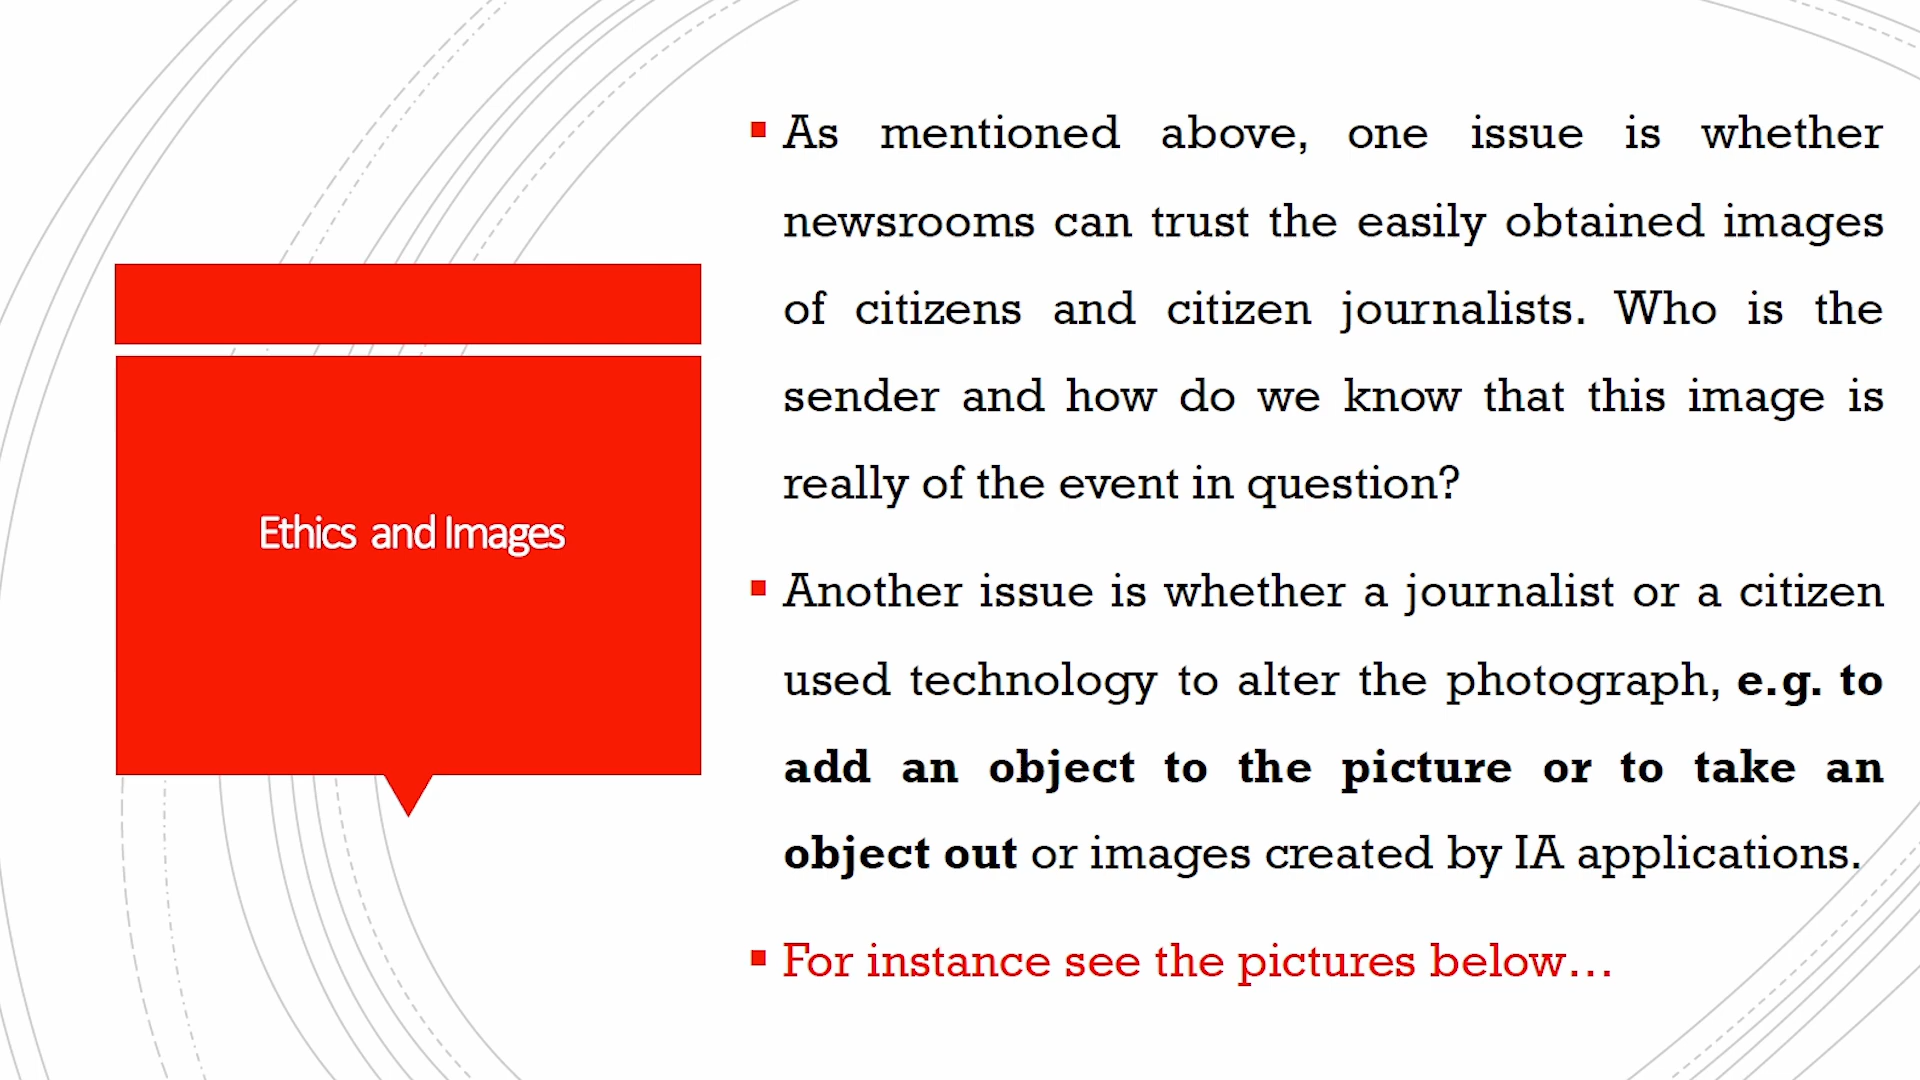 Ethics and Images
As mentioned above, one issue is whether
newsrooms can trust the easily obtained images
of citizens and citizen journalists. Who is the
sender and how do we know that this image is
really of the event in question?
Another issue is whether a journalist or a citizen
used technology to alter the photograph, e.g. to
add an object to the picture or to take an
object out or images created by IA applications.
For instance see the pictures below…